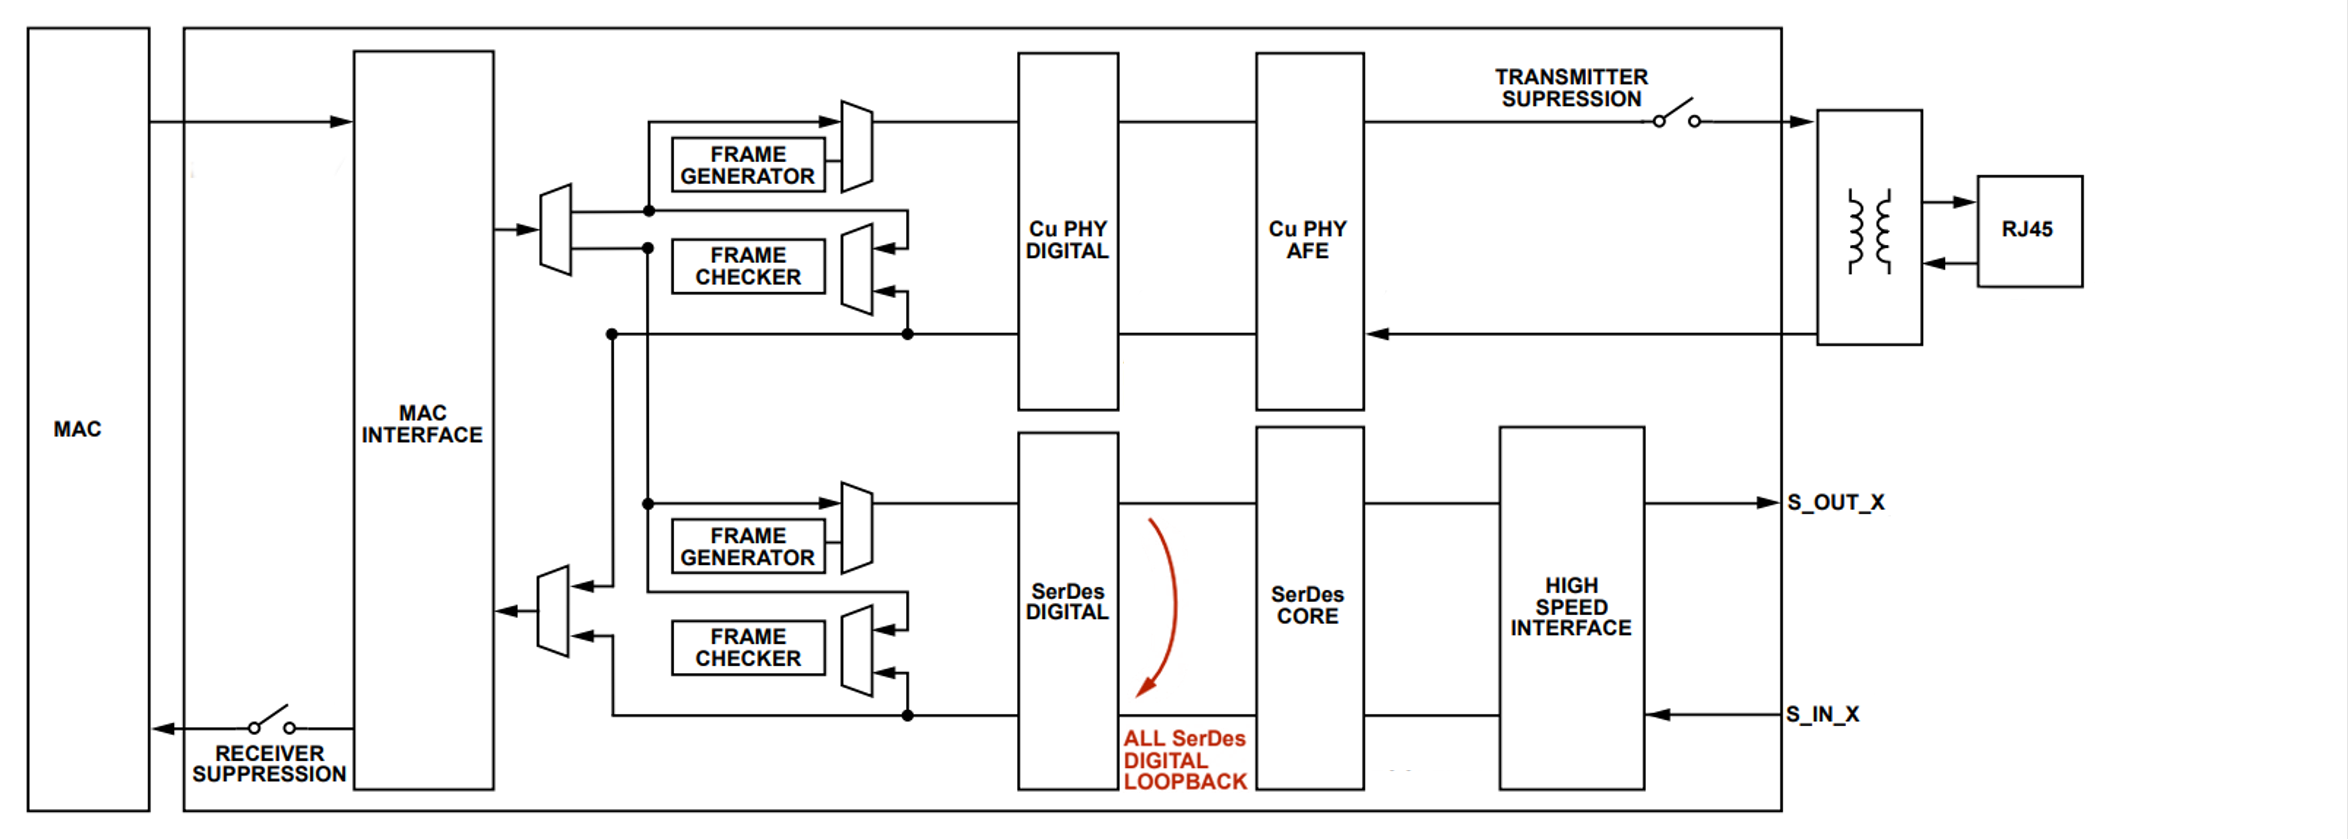 TRANSMITTER
SUPRESSION
FRAME
GENERATOR
FRAME
CHECKER
Cu PHY
DIGITAL
Cu PHY
AFE
RJ45
MAC
MAC
INTERFACE
FRAME
GENERATOR
FRAME
CHECKER
SerDes
DIGITAL
SerDes
CORE
HIGH
SPEED
INTERFACE
S_OUT_X
S_IN_X
RECEIVER
SUPPRESSION
ALL SerDes
DIGITAL
LOOPBACK